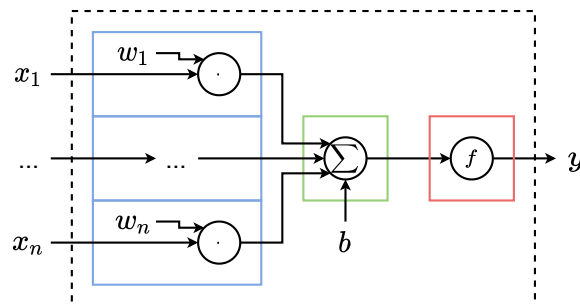 w₁
x₁ ·
... ... ∑ f y
wₙ
xₙ · b